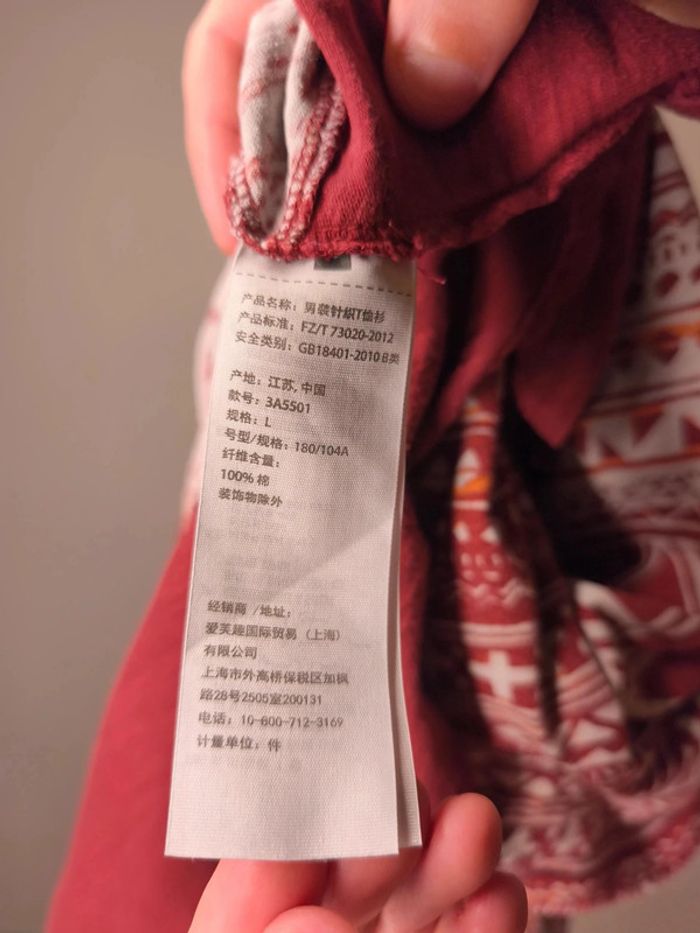 产品名称：男装针织T恤衫
产品标准：FZ/T 73020-2012
安全类别：GB18401-2010 B类
产地：江苏, 中国
款号：3A5501
规格：L
号型/规格：180/104A
纤维含量：
100% 棉
装饰物除外
经销商 /地址：
爱芙趣国际贸易（上海）
有限公司
上海市外高桥保税区加枫
路28号2505室200131
电话：10-800-712-3169
计量单位：件